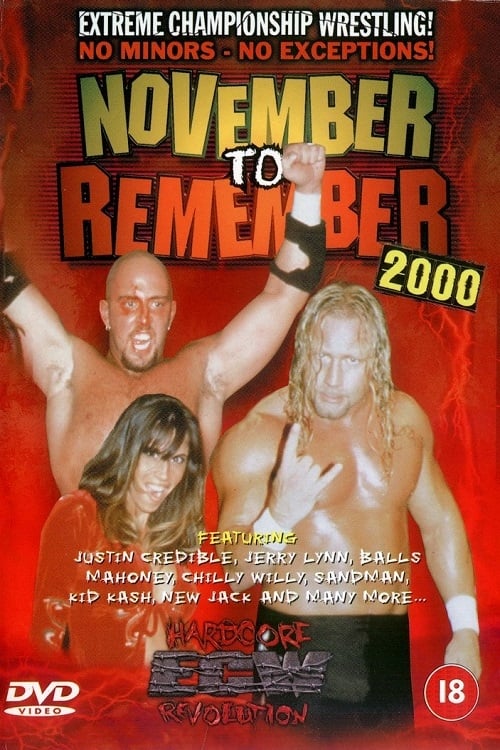 EXTREME CHAMPIONSHIP WRESTLING!
NO MINORS - NO EXCEPTIONS!
NOVEMBER
TO
REMEMBER
2000
FEATURING
JUSTIN CREDIBLE, JERRY LYNN, BALLS
MAHONEY, CHILLY WILLY, SANDMAN,
KID KASH, NEW JACK AND MANY MORE...
HARDCORE
ECW
REVOLUTION
DVD
VIDEO
18